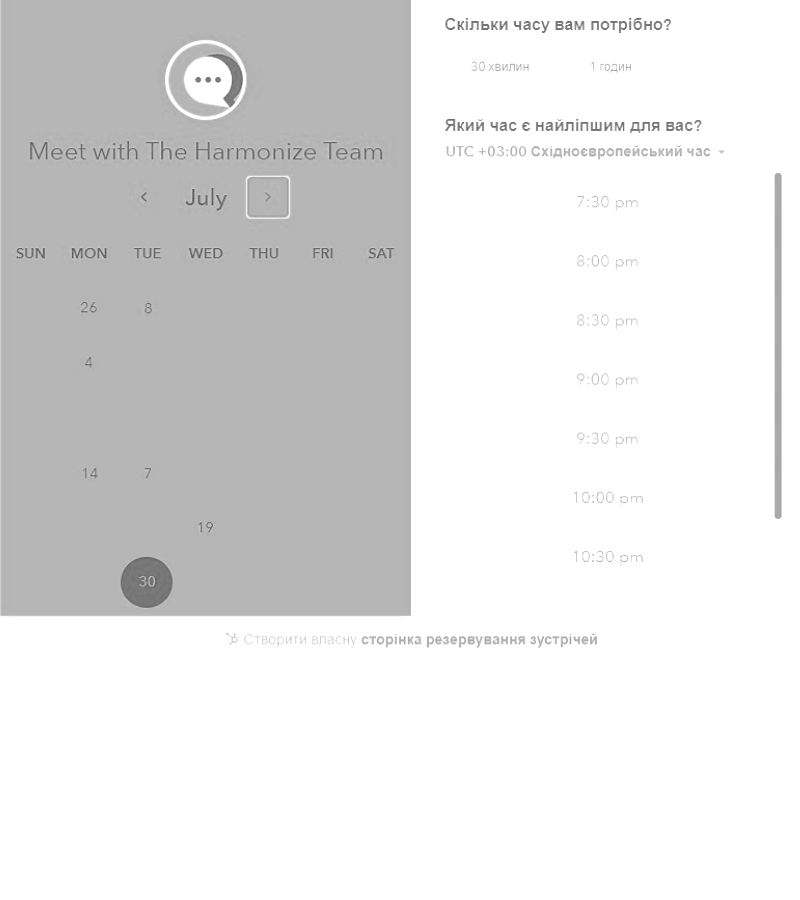 Meet with The Harmonize Team
July
SUN MON TUE WED THU FRI SAT
26 8
4
14 7
19
30
Скільки часу вам потрібно?
30 хвилин 1 годин
Який час є найліпшим для вас?
UTC +03:00 Східноєвропейський час
7:30 pm
8:00 pm
8:30 pm
9:00 pm
9:30 pm
10:00 pm
10:30 pm
Створити власну сторінка резервування зустрічей